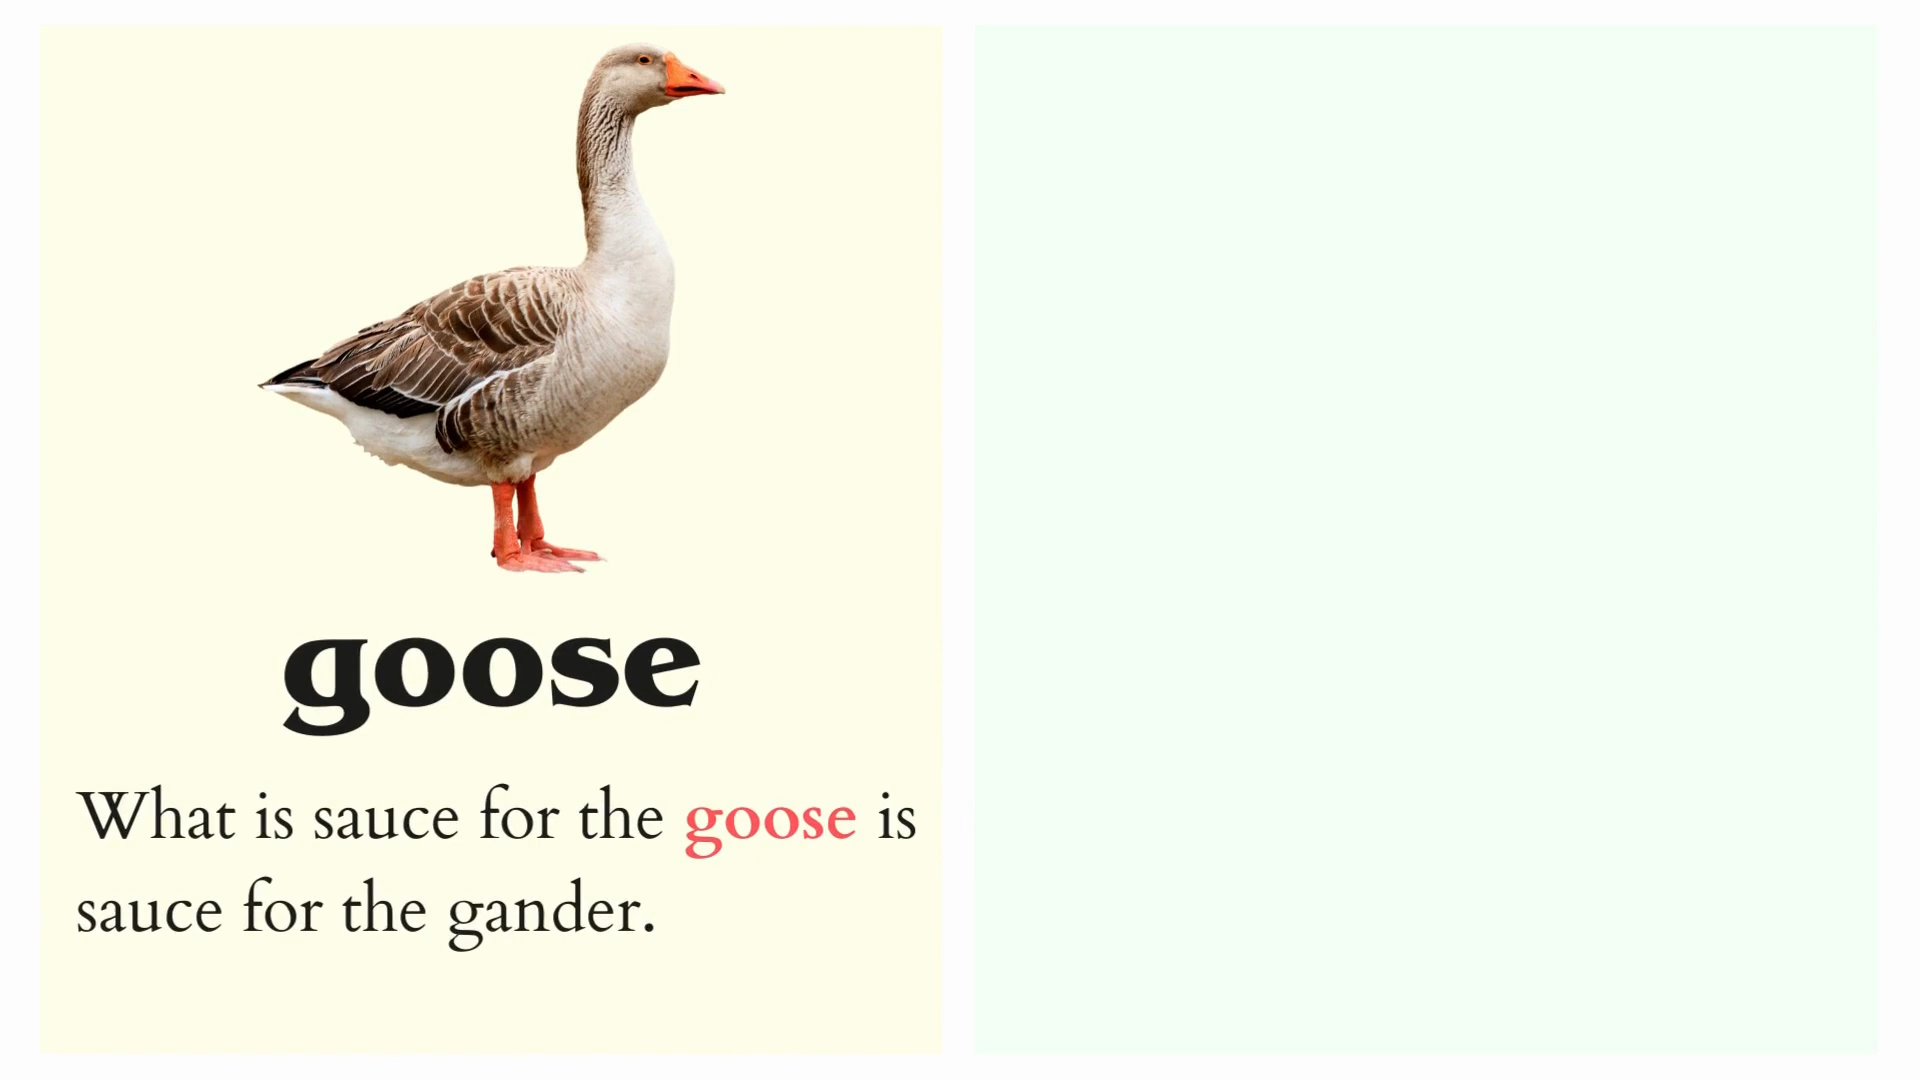 goose
What is sauce for the goose is
sauce for the gander.